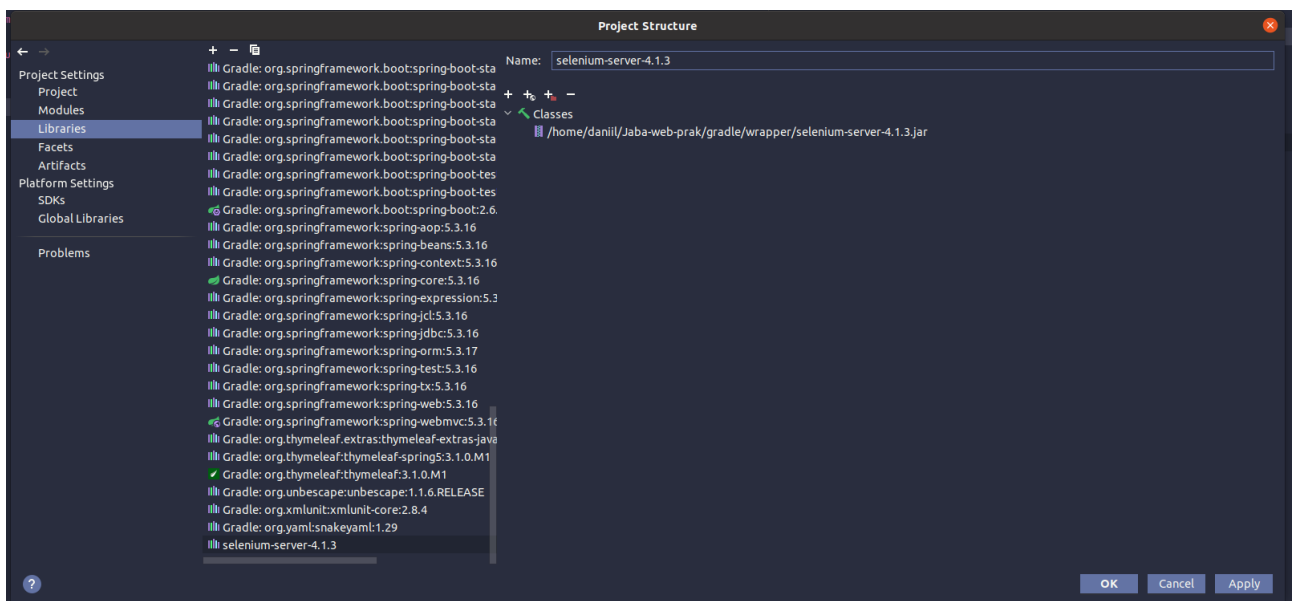 Project Structure
Project Settings
Project
Modules
Libraries
Facets
Artifacts
Platform Settings
SDKs
Global Libraries
Problems
Gradle: org.springframework.boot:spring-boot-sta
Gradle: org.springframework.boot:spring-boot-sta
Gradle: org.springframework.boot:spring-boot-sta
Gradle: org.springframework.boot:spring-boot-sta
Gradle: org.springframework.boot:spring-boot-sta
Gradle: org.springframework.boot:spring-boot-sta
Gradle: org.springframework.boot:spring-boot-tes
Gradle: org.springframework.boot:spring-boot-tes
Gradle: org.springframework.boot:spring-boot:2.6.
Gradle: org.springframework:spring-aop:5.3.16
Gradle: org.springframework:spring-beans:5.3.16
Gradle: org.springframework:spring-context:5.3.16
Gradle: org.springframework:spring-core:5.3.16
Gradle: org.springframework:spring-expression:5.3
Gradle: org.springframework:spring-jcl:5.3.16
Gradle: org.springframework:spring-jdbc:5.3.16
Gradle: org.springframework:spring-orm:5.3.17
Gradle: org.springframework:spring-test:5.3.16
Gradle: org.springframework:spring-tx:5.3.16
Gradle: org.springframework:spring-web:5.3.16
Gradle: org.springframework:spring-webmvc:5.3.16
Gradle: org.thymeleaf.extras:thymeleaf-extras-java
Gradle: org.thymeleaf:thymeleaf-spring5:3.1.0.M1
Gradle: org.thymeleaf:thymeleaf:3.1.0.M1
Gradle: org.unbescape:unbescape:1.1.6.RELEASE
Gradle: org.xmlunit:xmlunit-core:2.8.4
Gradle: org.yaml:snakeyaml:1.29
selenium-server-4.1.3
Name: selenium-server-4.1.3
Classes
/home/daniil/Jaba-web-prak/gradle/wrapper/selenium-server-4.1.3.jar
?
OK Cancel Apply